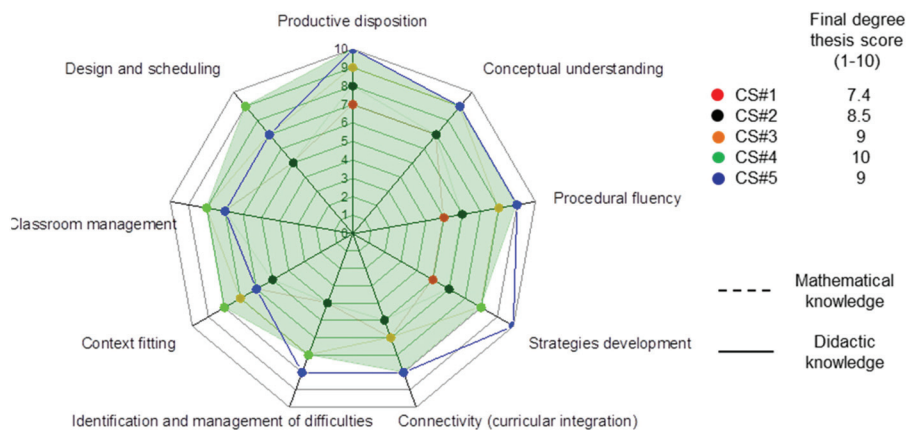 Productive disposition
Design and scheduling
Conceptual understanding
10
9
8
7
6
5
4
3
2
1
0
Classroom management
Procedural fluency
Context fitting
Strategies development
Identification and management of difficulties
Connectivity (curricular integration)
Final degree
thesis score
(1-10)
CS#1 7.4
CS#2 8.5
CS#3 9
CS#4 10
CS#5 9
Mathematical
knowledge
Didactic
knowledge